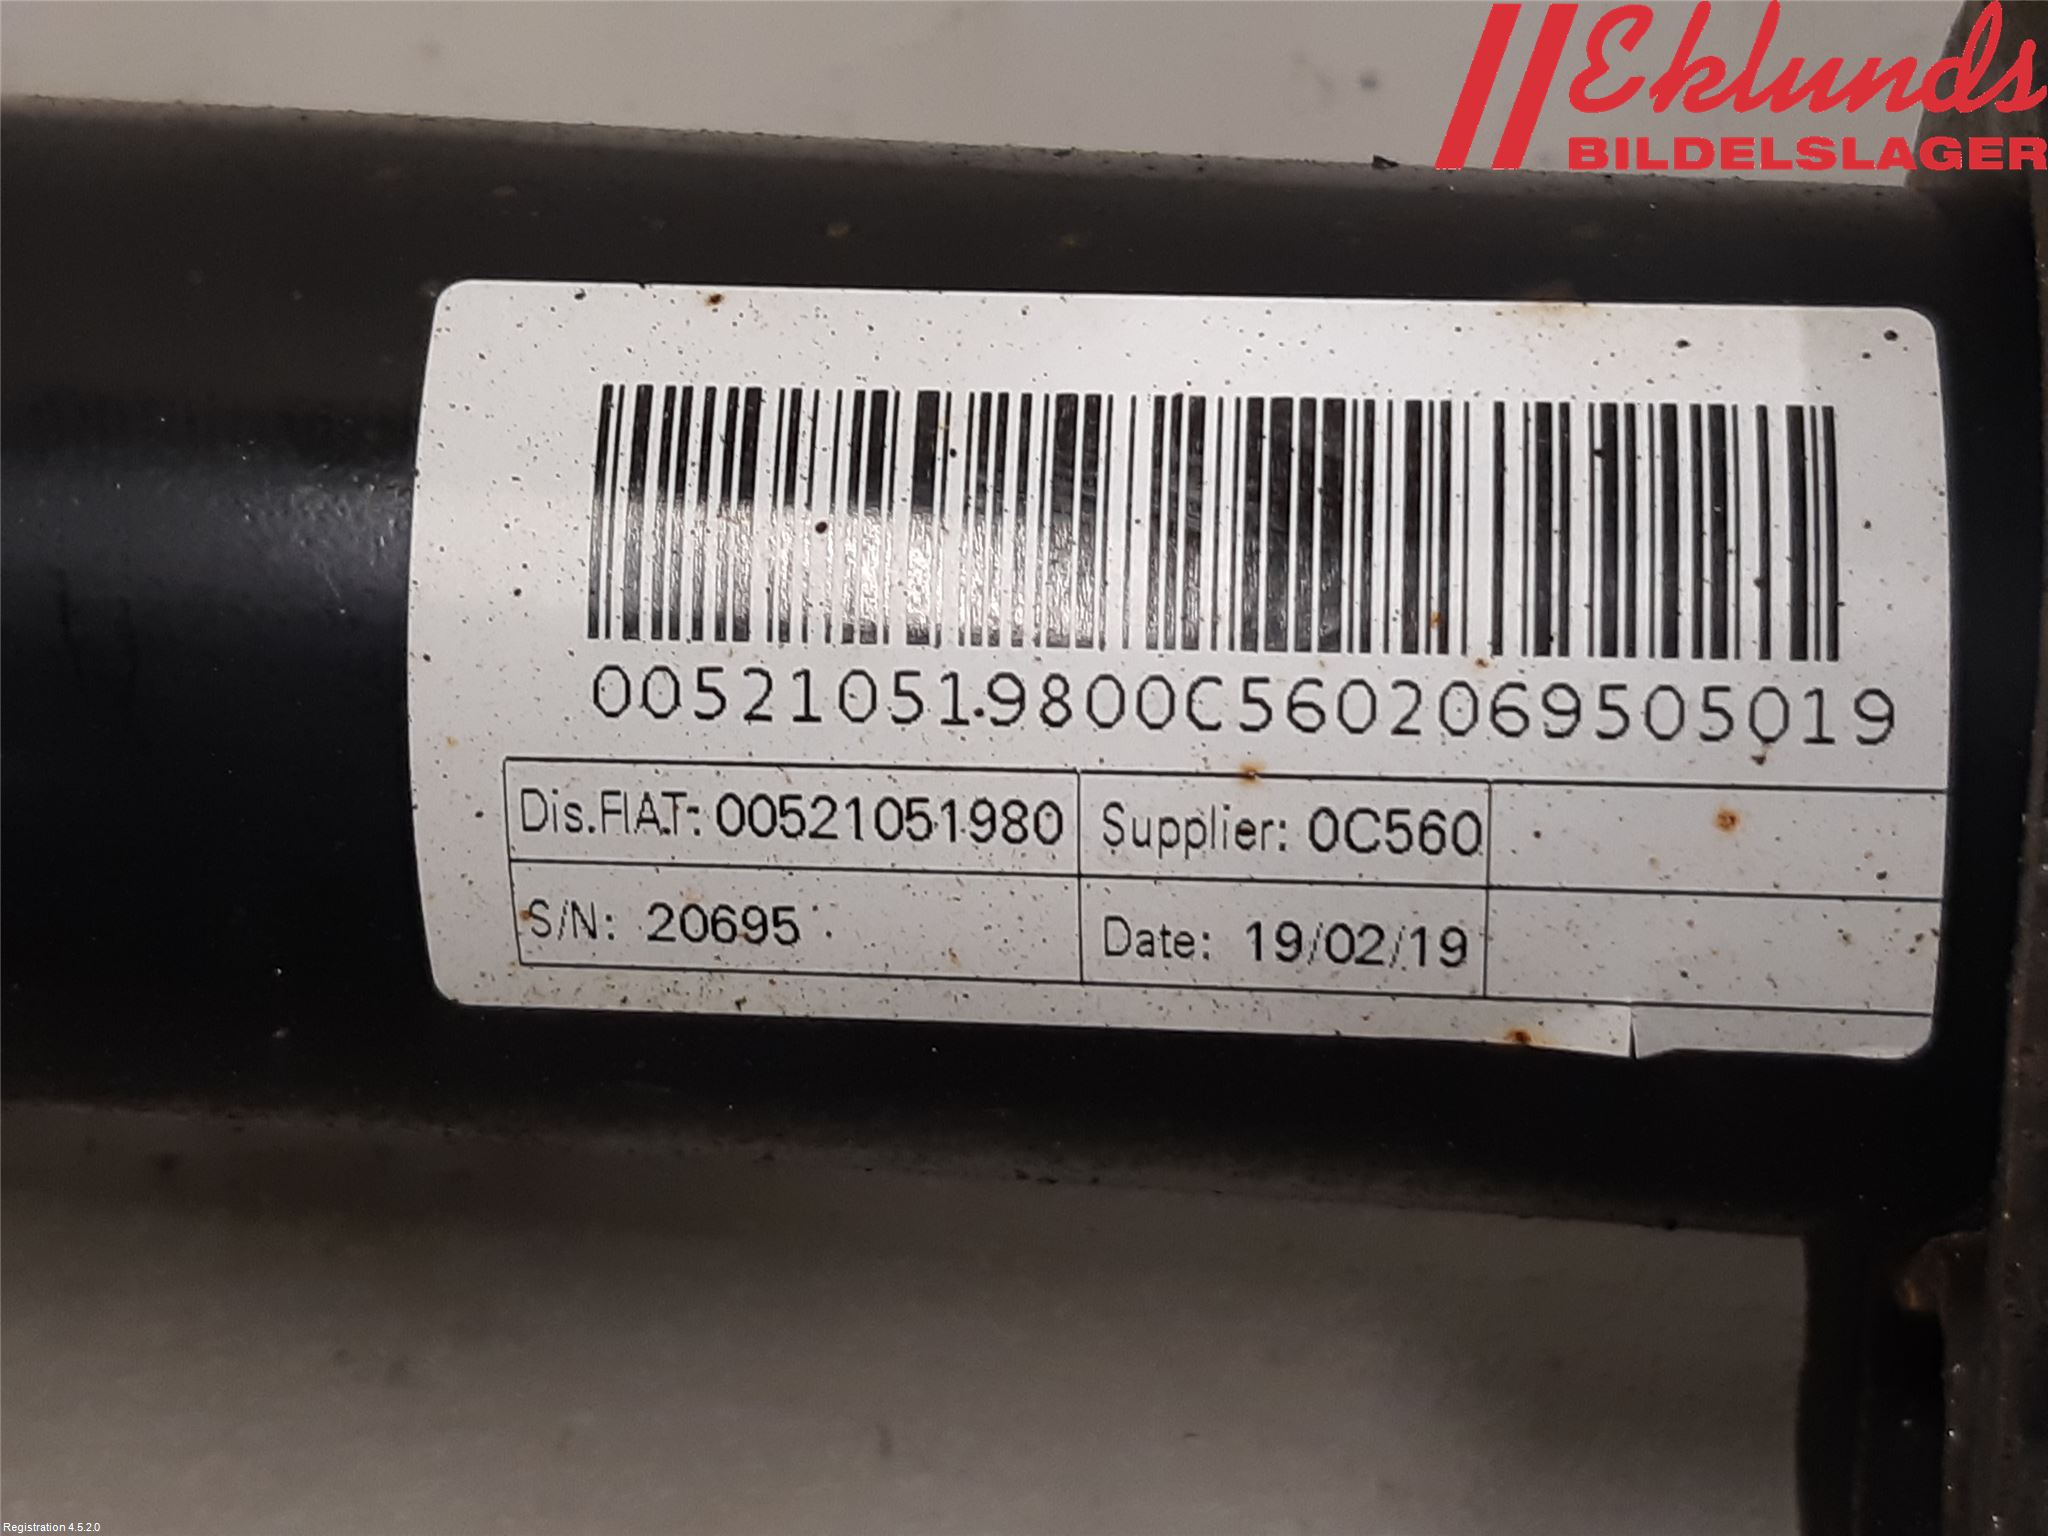 Eklunds
BILDELSLAGER
005210519800C5602069505019
Dis.FIAT: 00521051980 Supplier: 0C560
S/N: 20695 Date: 19/02/19
Registration 4.5.2.0